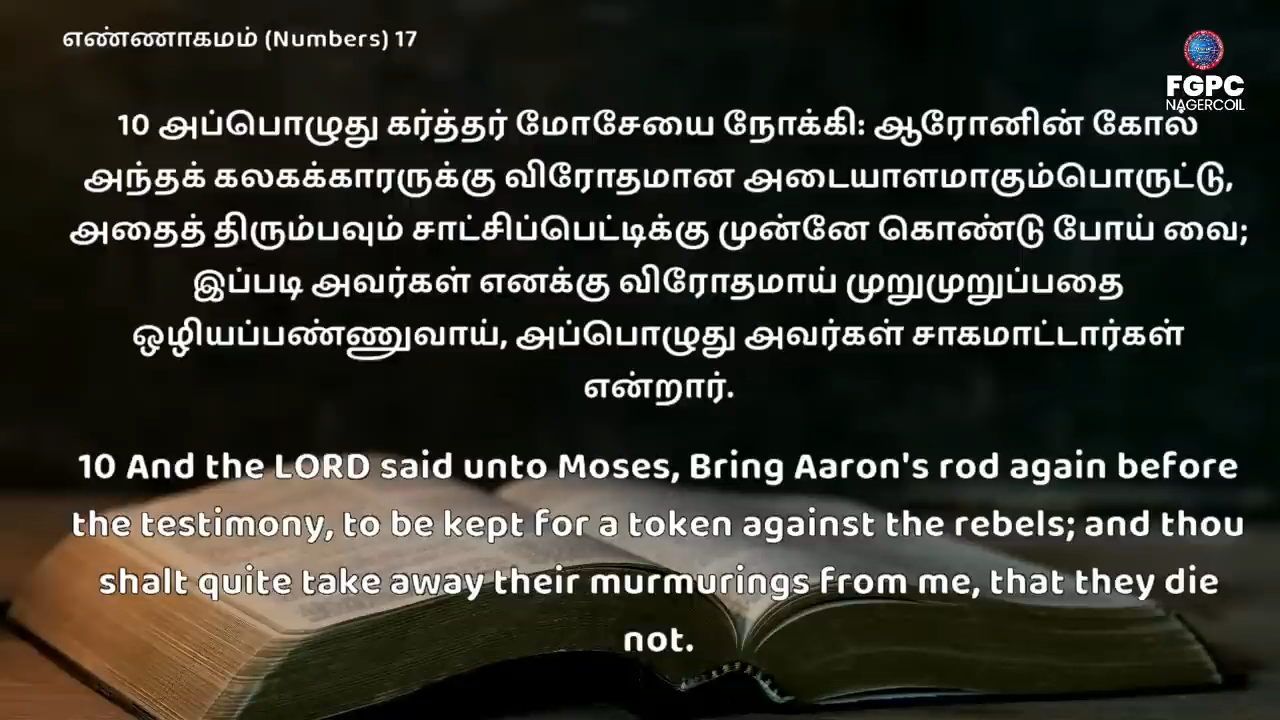 எண்ணாகமம் (Numbers) 17
FGPC
NAGERCOIL
10 அப்பொழுது கர்த்தர் மோசேயை நோக்கி: ஆரோனின் கோல்
அந்தக் கலகக்காரருக்கு விரோதமான அடையாளமாகும்பொருட்டு,
அதைத் திரும்பவும் சாட்சிப்பெட்டிக்கு முன்னே கொண்டு போய் வை;
இப்படி அவர்கள் எனக்கு விரோதமாய் முறுமுறுப்பதை
ஒழியப்பண்ணுவாய், அப்பொழுது அவர்கள் சாகமாட்டார்கள்
என்றார்.
10 And the LORD said unto Moses, Bring Aaron's rod again before
the testimony, to be kept for a token against the rebels; and thou
shalt quite take away their murmurings from me, that they die
not.